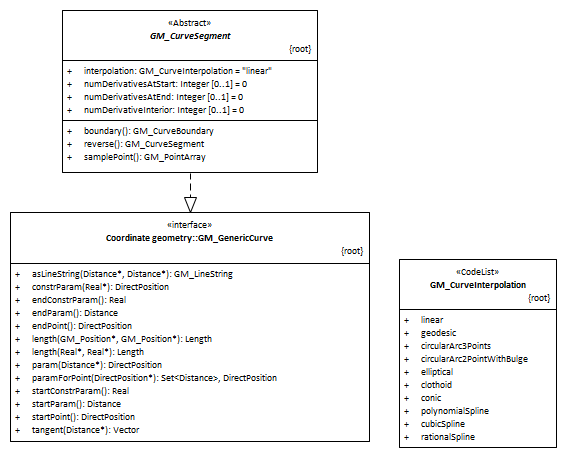 «Abstract»
GM_CurveSegment
{root}
+ interpolation: GM_CurveInterpolation = "linear"
+ numDerivativesAtStart: Integer [0..1] = 0
+ numDerivativesAtEnd: Integer [0..1] = 0
+ numDerivativeInterior: Integer [0..1] = 0
+ boundary(): GM_CurveBoundary
+ reverse(): GM_CurveSegment
+ samplePoint(): GM_PointArray
«interface»
Coordinate geometry::GM_GenericCurve
{root}
+ asLineString(Distance*, Distance*): GM_LineString
+ constrParam(Real*): DirectPosition
+ endConstrParam(): Real
+ endParam(): Distance
+ endPoint(): DirectPosition
+ length(GM_Position*, GM_Position*): Length
+ length(Real*, Real*): Length
+ param(Distance*): DirectPosition
+ paramForPoint(DirectPosition*): Set<Distance>, DirectPosition
+ startConstrParam(): Real
+ startParam(): Distance
+ startPoint(): DirectPosition
+ tangent(Distance*): Vector
«CodeList»
GM_CurveInterpolation
{root}
+ linear
+ geodesic
+ circularArc3Points
+ circularArc2PointWithBulge
+ elliptical
+ clothoid
+ conic
+ polynomialSpline
+ cubicSpline
+ rationalSpline